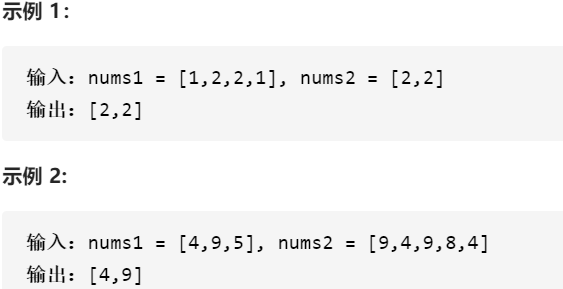 示例 1：
输入：nums1 = [1,2,2,1], nums2 = [2,2]
输出：[2,2]
示例 2:
输入：nums1 = [4,9,5], nums2 = [9,4,9,8,4]
输出：[4,9]